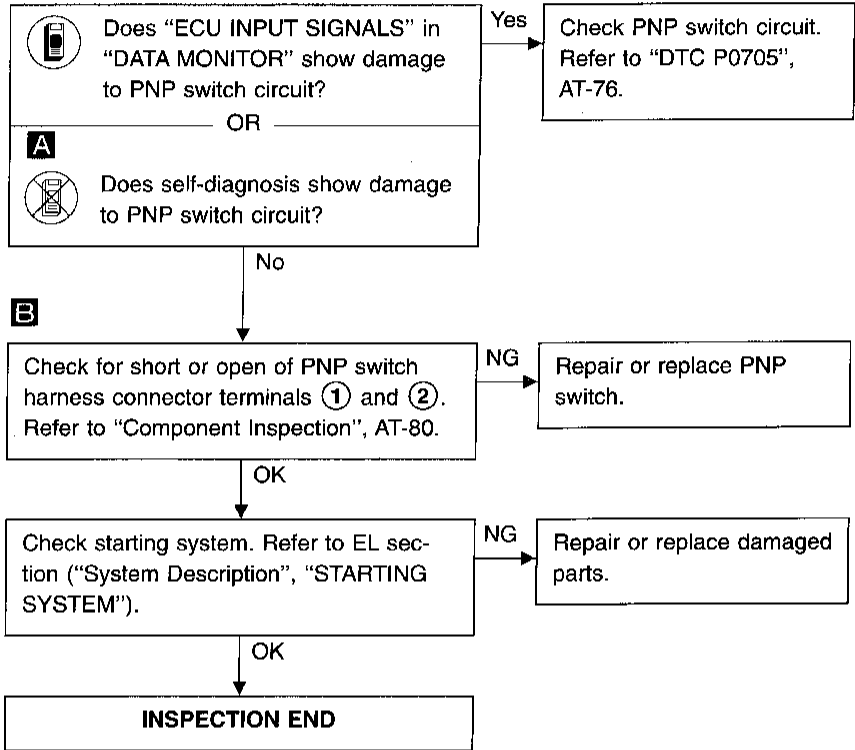 Does “ECU INPUT SIGNALS” in
“DATA MONITOR” show damage
to PNP switch circuit?
Yes
Check PNP switch circuit.
Refer to “DTC P0705”,
AT-76.
OR
A
Does self-diagnosis show damage
to PNP switch circuit?
No
B
Check for short or open of PNP switch
harness connector terminals ① and ②.
Refer to “Component Inspection”, AT-80.
NG
Repair or replace PNP
switch.
OK
Check starting system. Refer to EL sec-
tion (“System Description”, “STARTING
SYSTEM”).
NG
Repair or replace damaged
parts.
OK
INSPECTION END